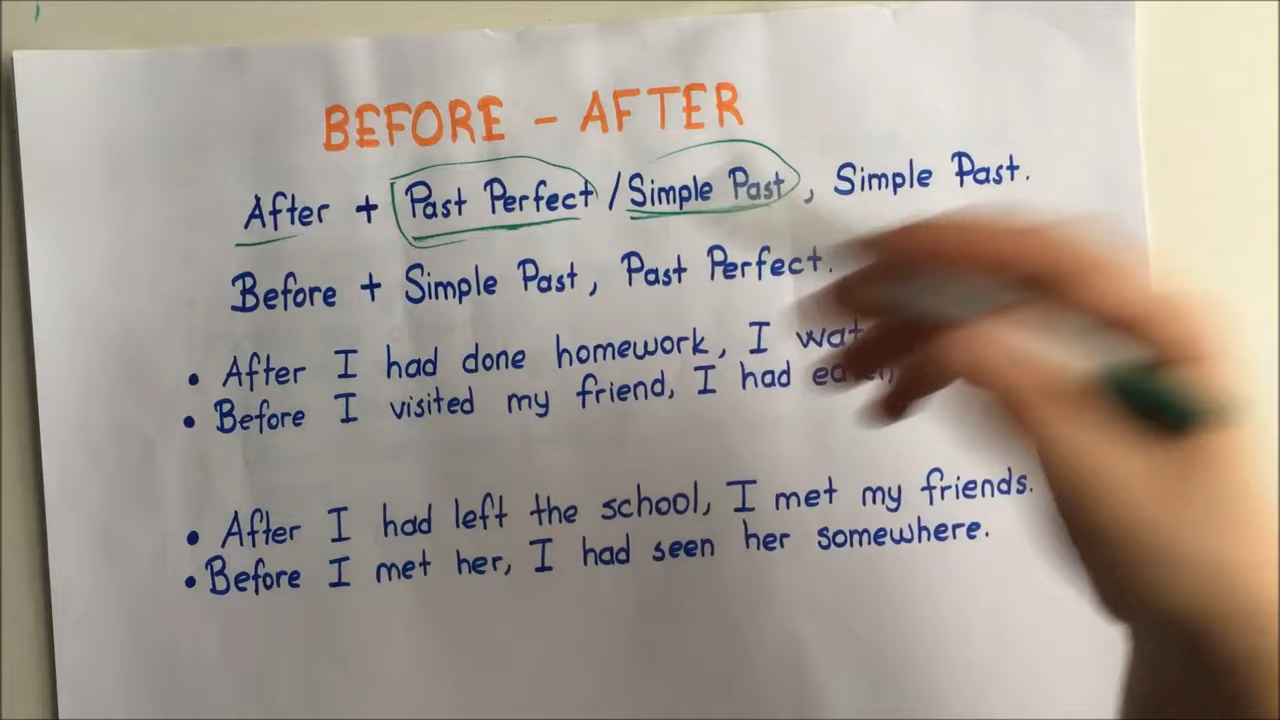 BEFORE - AFTER
After + Past Perfect / Simple Past, Simple Past.
Before + Simple Past, Past Perfect.
• After I had done homework, I
• Before I visited my friend, I had
• After I had left the school, I met my friends.
• Before I met her, I had seen her somewhere.